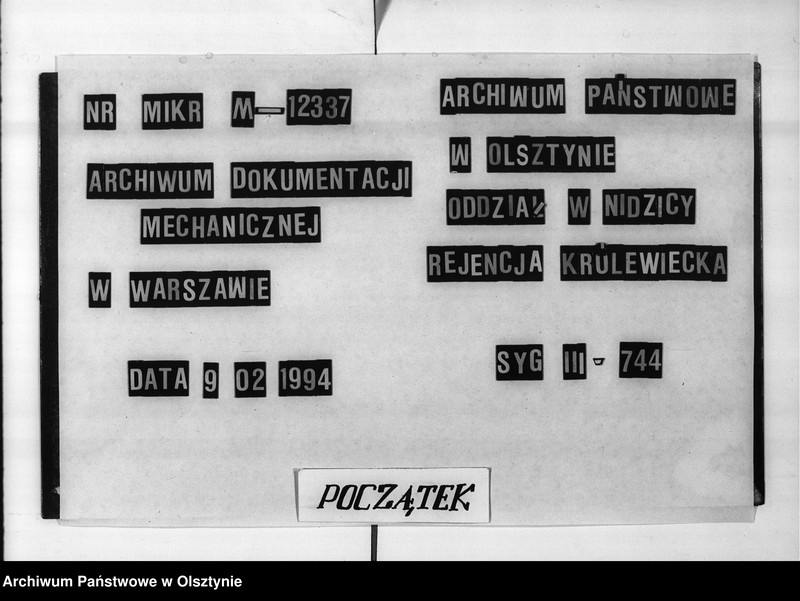 NR MIKR M-12337
ARCHIWUM DOKUMENTACJI
MECHANICZNEJ
W WARSZAWIE
DATA 9 02 1994
ARCHIWUM PAŃSTWOWE
W OLSZTYNIE
ODDZIAŁ W NIDZICY
REJENCJA KRÓLEWIECKA
SYG III-744
POCZĄTEK
Archiwum Państwowe w Olsztynie